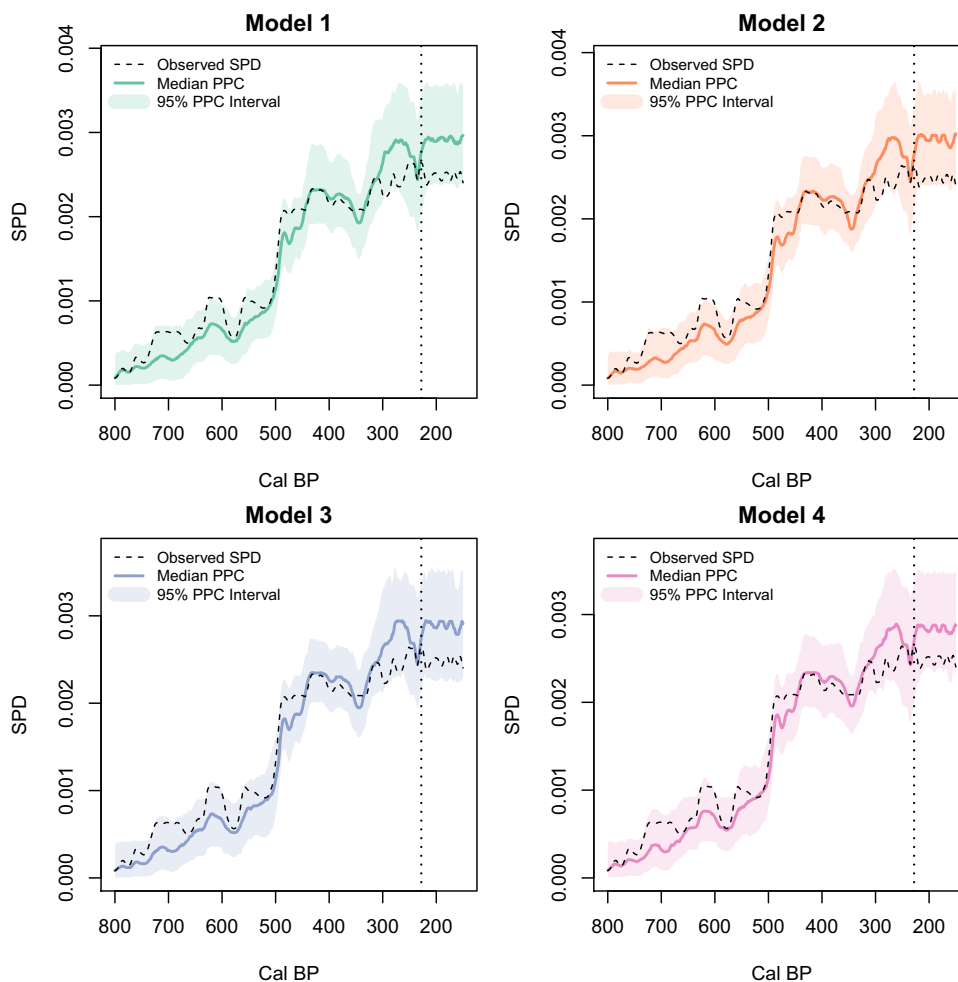 Model 1
Observed SPD
Median PPC
95% PPC Interval
SPD
0.004
0.003
0.002
0.001
0.000
800 700 600 500 400 300 200
Cal BP
Model 2
Observed SPD
Median PPC
95% PPC Interval
SPD
0.004
0.003
0.002
0.001
0.000
800 700 600 500 400 300 200
Cal BP
Model 3
Observed SPD
Median PPC
95% PPC Interval
SPD
0.003
0.002
0.001
0.000
800 700 600 500 400 300 200
Cal BP
Model 4
Observed SPD
Median PPC
95% PPC Interval
SPD
0.003
0.002
0.001
0.000
800 700 600 500 400 300 200
Cal BP